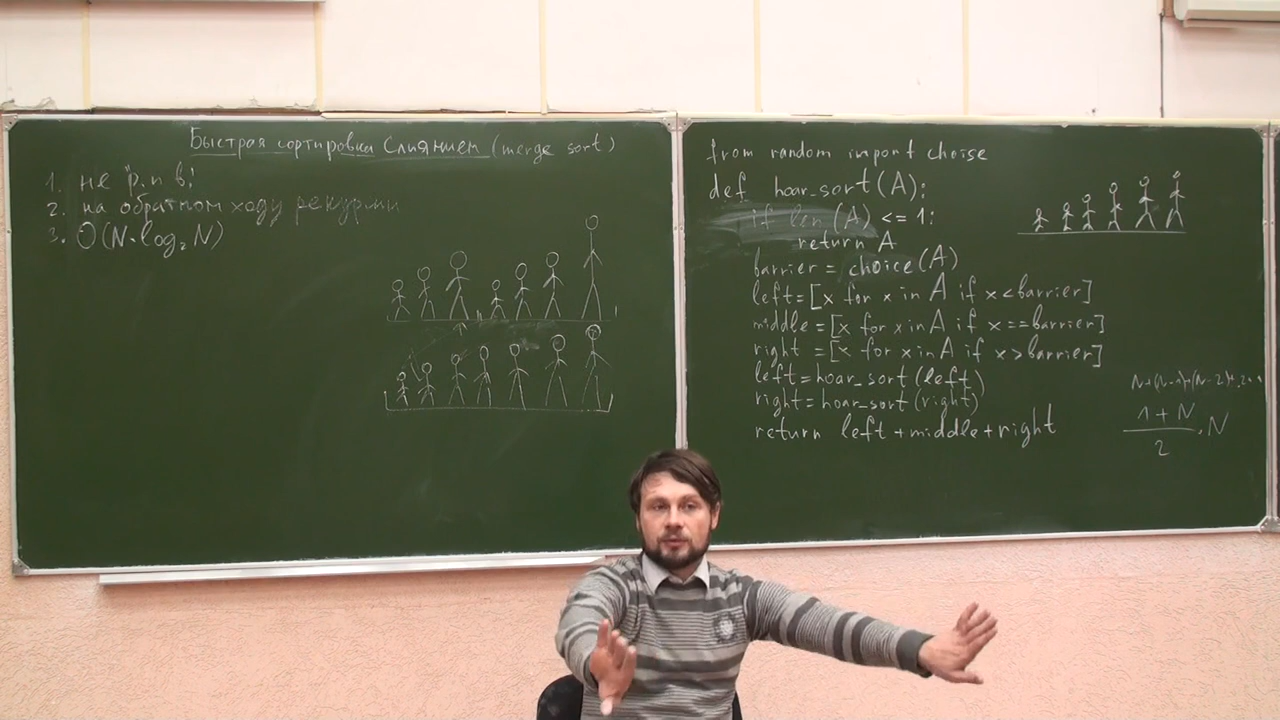 Быстрая сортировка Слиянием (merge sort)
1. не
2. на обратном ходу рекурсии
3. O(N·log₂N)
from random import choise
def hoar_sort(A):
if len(A) <= 1:
return A
barrier = choice(A)
left=[x for x in A if x<barrier]
middle=[x for x in A if x==barrier]
right =[x for x in A if x>barrier]
left=hoar_sort(left)
right=hoar_sort(right)
return left+middle+right
N+(N-1)+(N-2)+
1+N
2
·N